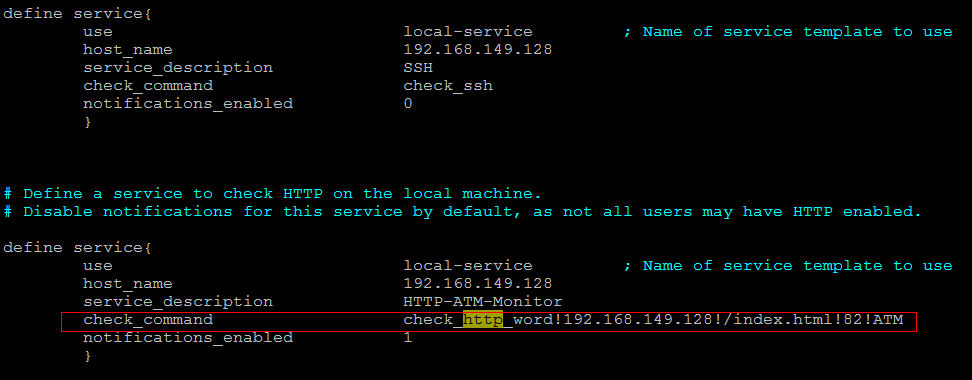 define service{
        use                             local-service          ; Name of service template to use
        host_name                       192.168.149.128
        service_description             SSH
        check_command                   check_ssh
        notifications_enabled           0
        }
# Define a service to check HTTP on the local machine.
# Disable notifications for this service by default, as not all users may have HTTP enabled.
define service{
        use                             local-service          ; Name of service template to use
        host_name                       192.168.149.128
        service_description             HTTP-ATM-Monitor
        check_command                   check_http_word!192.168.149.128!/index.html!82!ATM
        notifications_enabled           1
        }